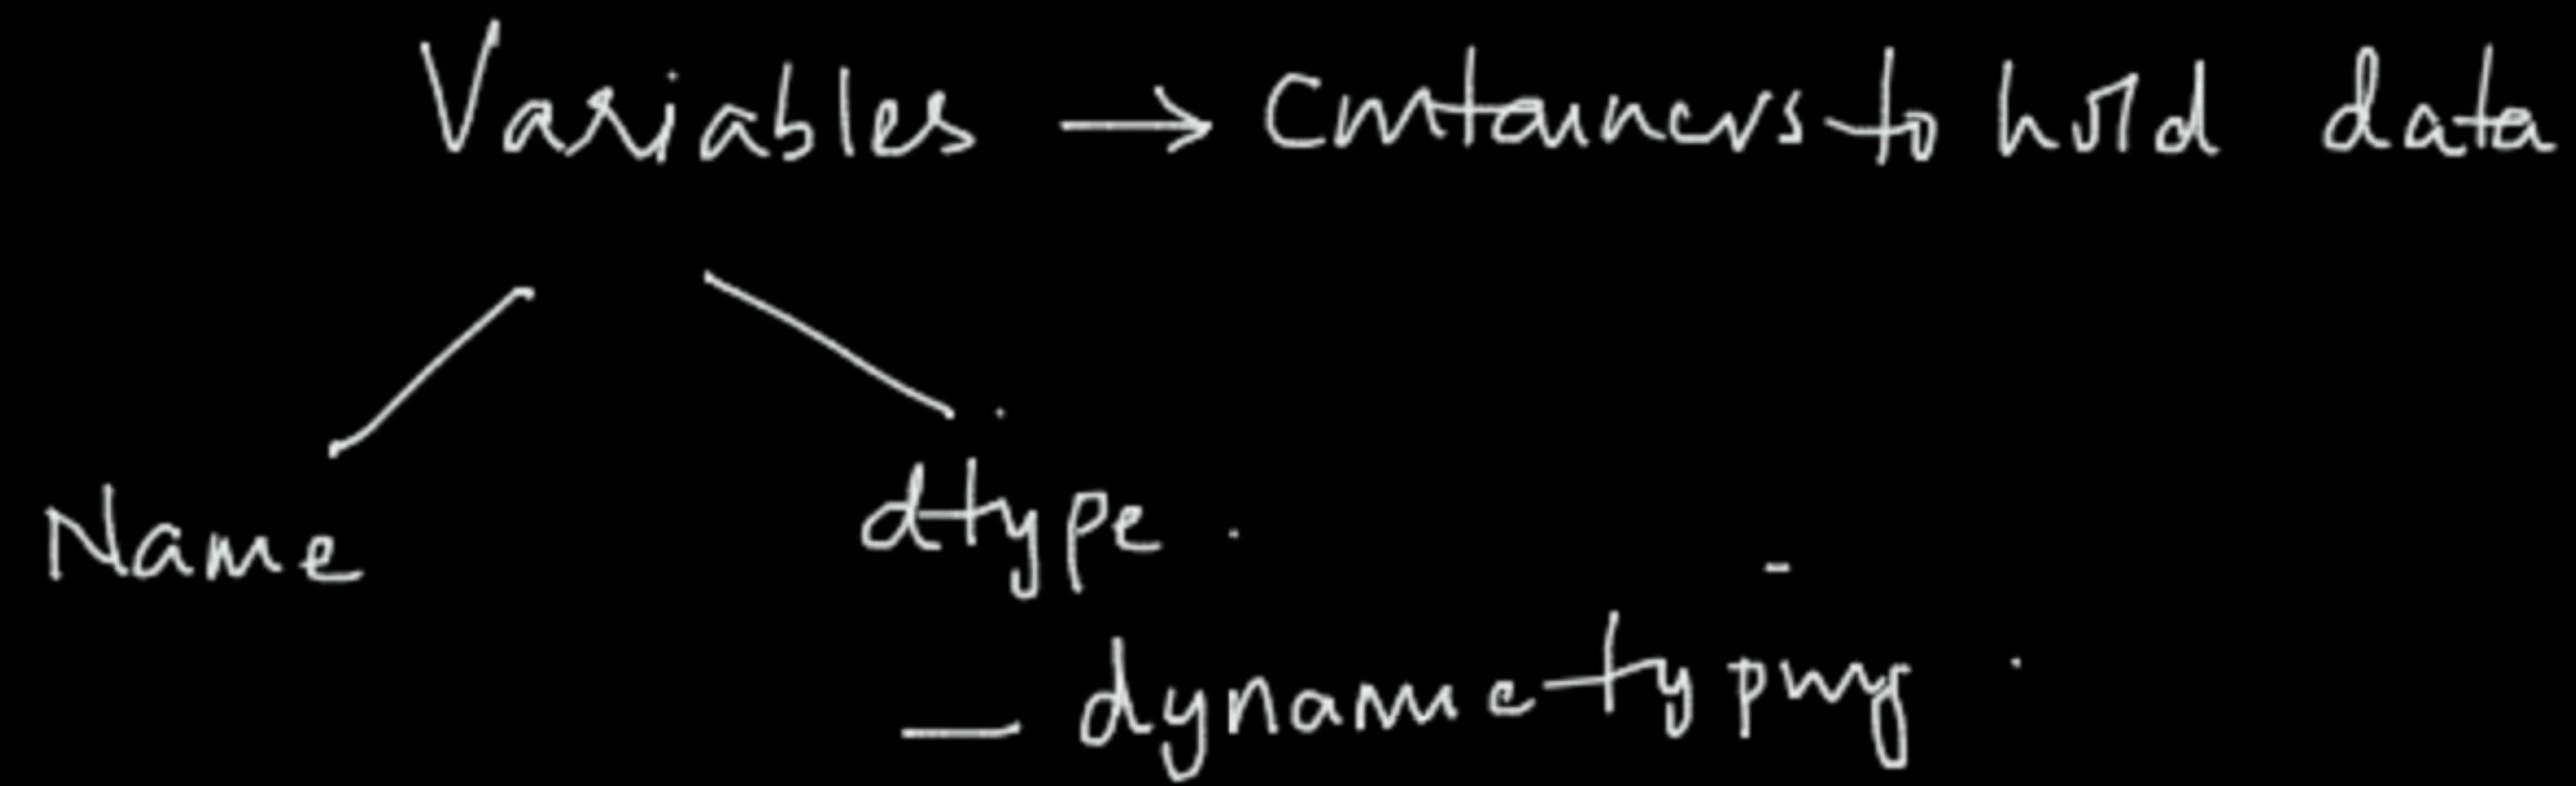 Variables → Containers to hold data
Name dtype.
— dynamic typing.